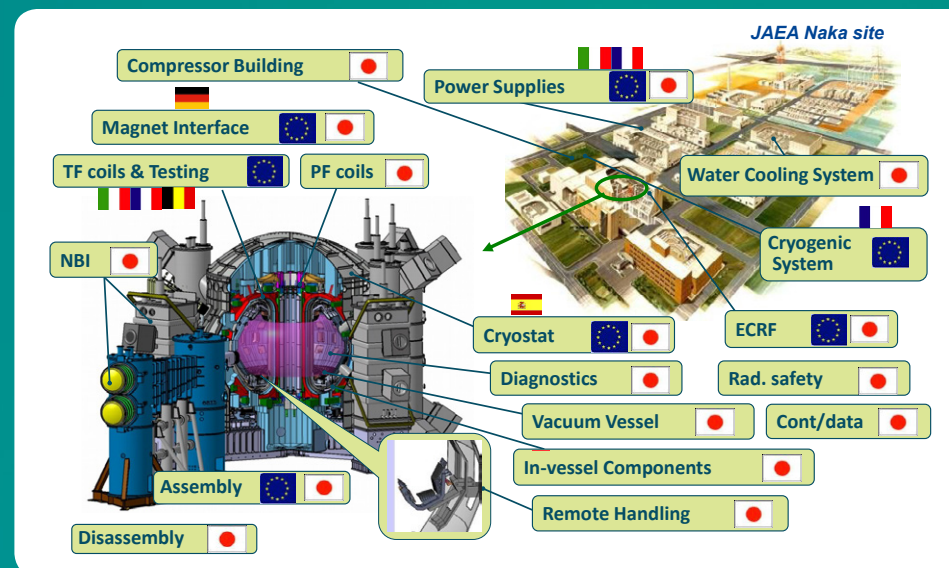 JAEA Naka site
Compressor Building
Power Supplies
Magnet Interface
TF coils & Testing
PF coils
Water Cooling System
NBI
Cryogenic
System
Cryostat
ECRF
Diagnostics
Rad. safety
Vacuum Vessel
Cont/data
In-vessel Components
Assembly
Remote Handling
Disassembly